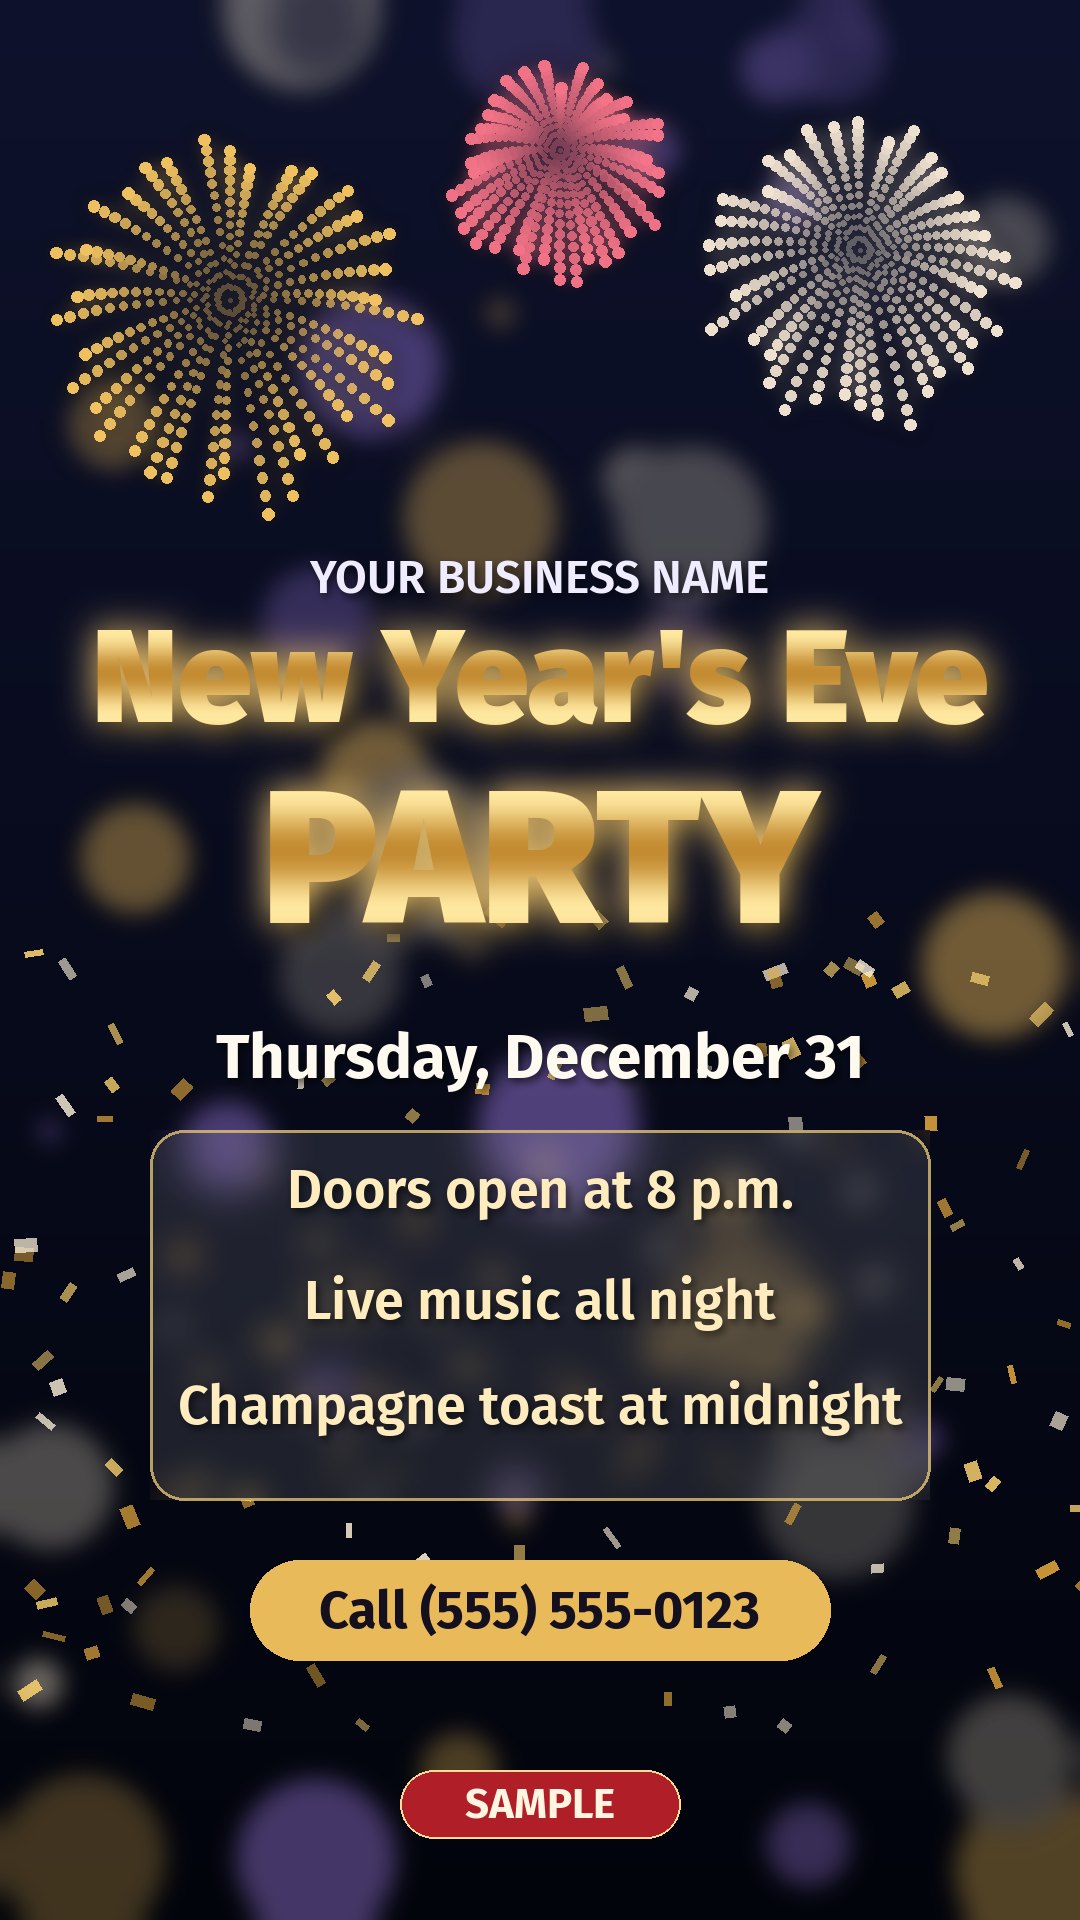 YOUR BUSINESS NAME
New Year's Eve
PARTY
Thursday, December 31
Doors open at 8 p.m.
Live music all night
Champagne toast at midnight
Call (555) 555-0123
SAMPLE